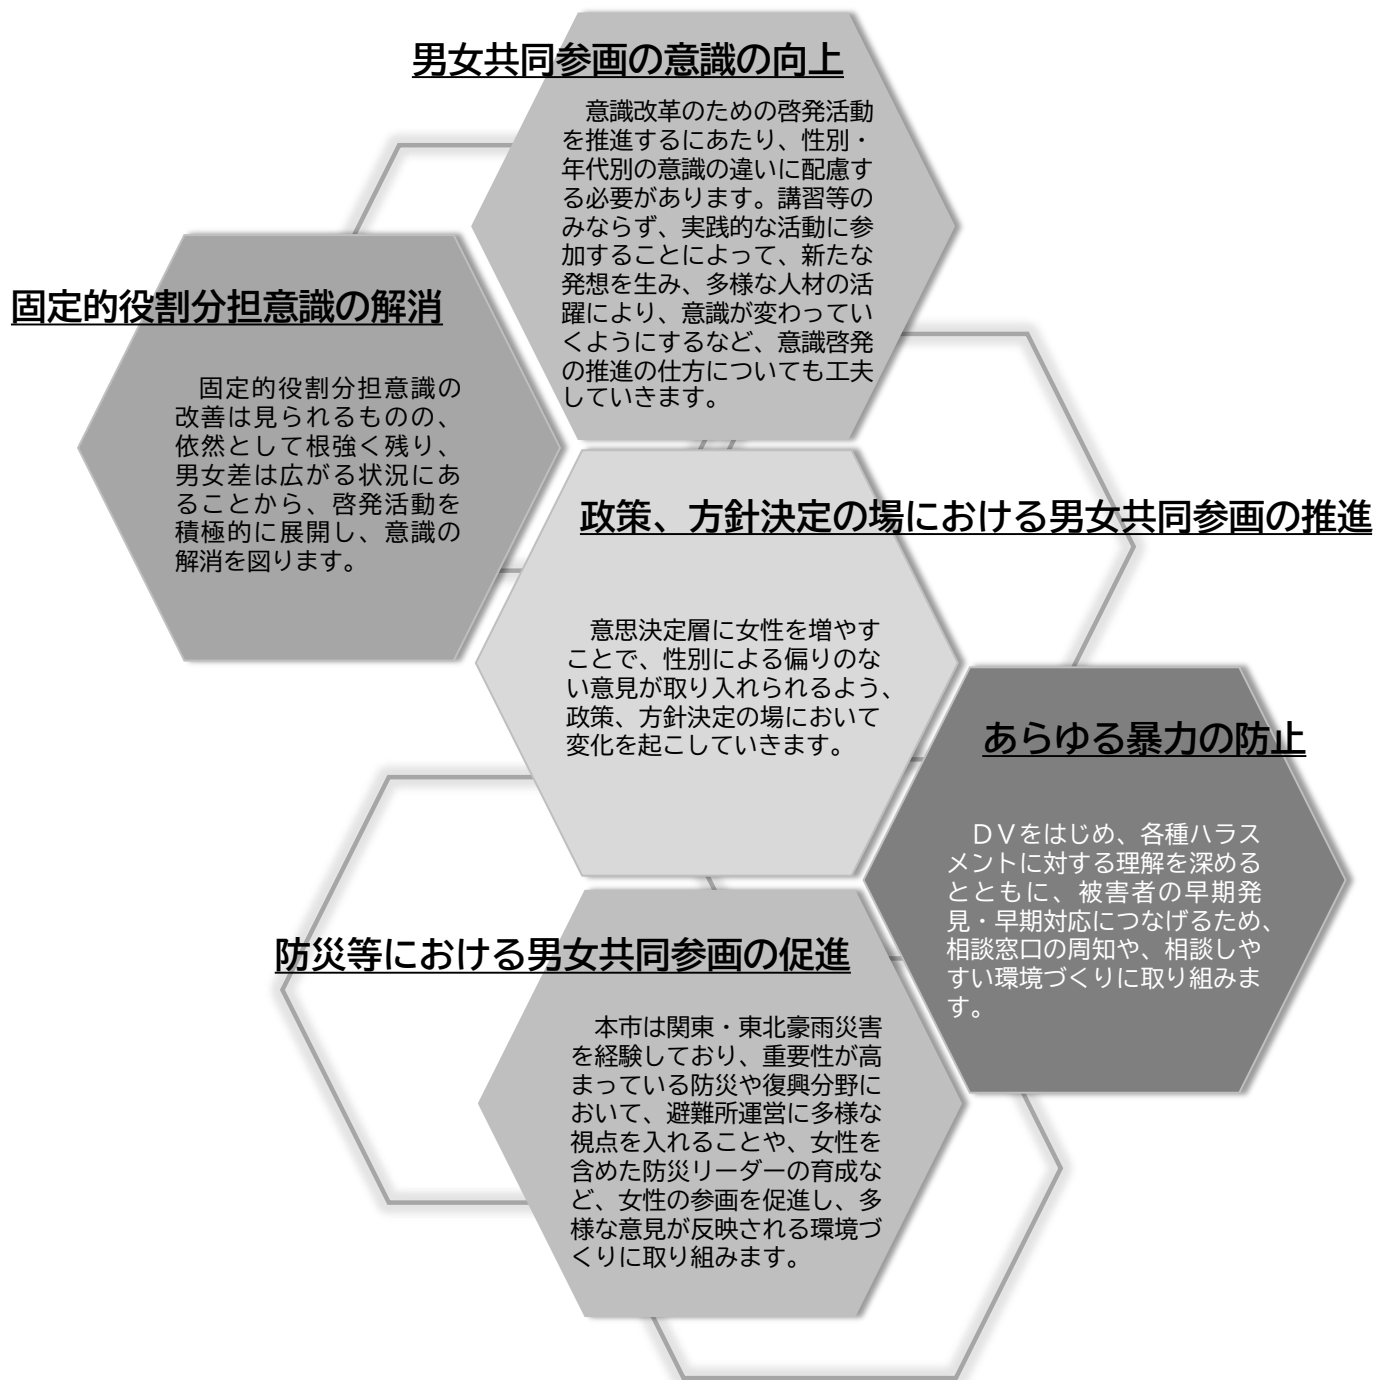 男女共同参画の意識の向上
意識改革のための啓発活動
を推進するにあたり、性別・
年代別の意識の違いに配慮す
る必要があります。講習等の
みならず、実践的な活動に参
加することによって、新たな
発想を生み、多様な人材の活
躍により、意識が変わってい
くようにするなど、意識啓発
の推進の仕方についても工夫
していきます。
固定的役割分担意識の解消
固定的役割分担意識の
改善は見られるものの、
依然として根強く残り、
男女差は広がる状況にあ
ることから、啓発活動を
積極的に展開し、意識の
解消を図ります。
政策、方針決定の場における男女共同参画の推進
意思決定層に女性を増やす
ことで、性別による偏りのな
い意見が取り入れられるよう、
政策、方針決定の場において
変化を起こしていきます。
あらゆる暴力の防止
ＤＶをはじめ、各種ハラス
メントに対する理解を深める
とともに、被害者の早期発
見・早期対応につなげるため、
相談窓口の周知や、相談しや
すい環境づくりに取り組みま
す。
防災等における男女共同参画の促進
本市は関東・東北豪雨災害
を経験しており、重要性が高
まっている防災や復興分野に
おいて、避難所運営に多様な
視点を入れることや、女性を
含めた防災リーダーの育成な
ど、女性の参画を促進し、多
様な意見が反映される環境づ
くりに取り組みます。